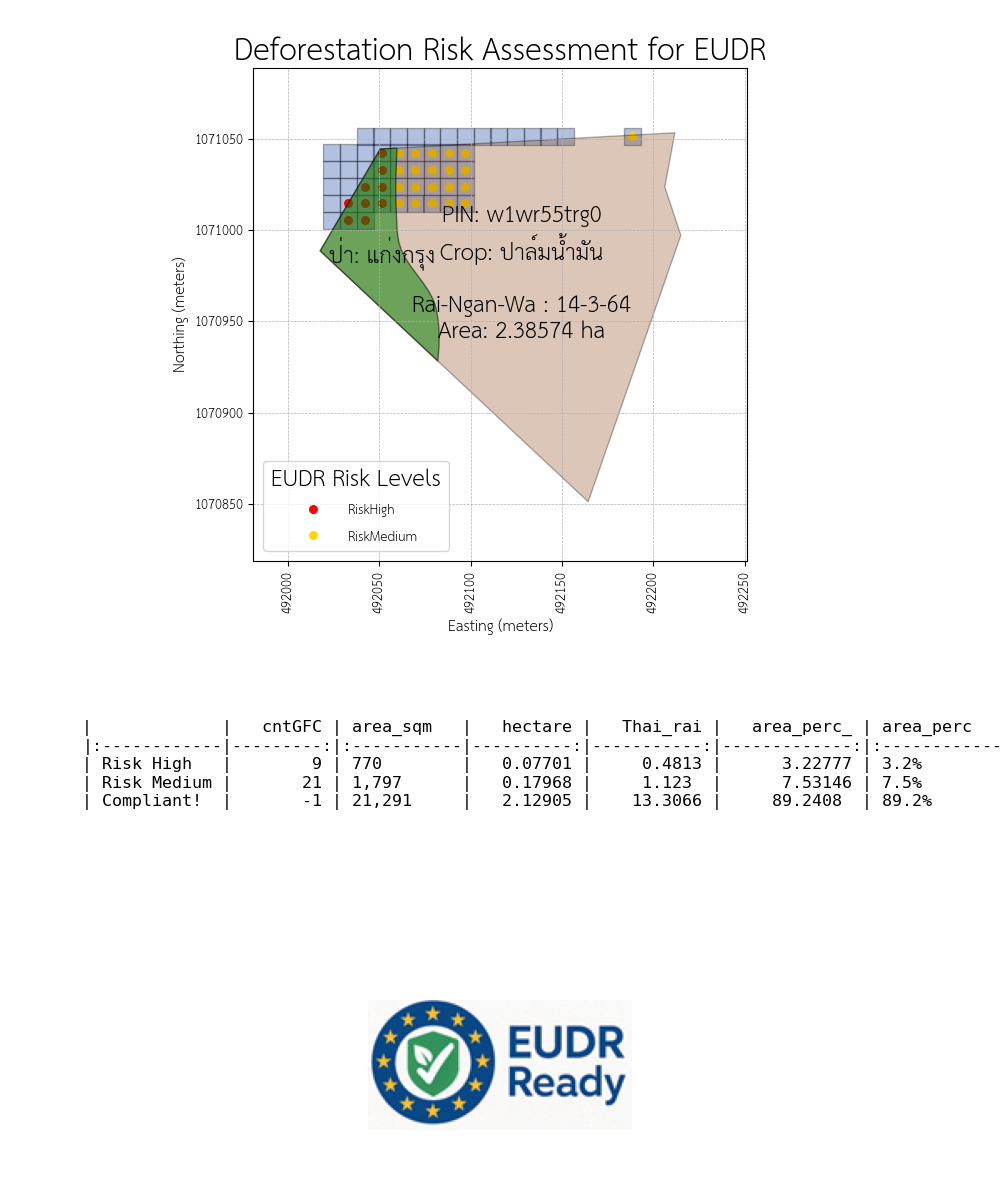 Deforestation Risk Assessment for EUDR
1071050
1071000
1070950
1070900
1070850
Northing (meters)
PIN: w1wr55trg0
ป่า: แก่งกรุง
Crop: ปาล์มน้ำมัน
Rai-Ngan-Wa : 14-3-64
Area: 2.38574 ha
EUDR Risk Levels
RiskHigh
RiskMedium
492000
492050
492100
492150
492200
492250
Easting (meters)
|             |   cntGFC | area_sqm   |   hectare |   Thai_rai |   area_perc_ | area_perc
|:------------|---------:|:-----------|----------:|-----------:|-------------:|:------------
| Risk High   |        9 | 770        |   0.07701 |     0.4813 |      3.22777 | 3.2%
| Risk Medium |       21 | 1,797      |   0.17968 |     1.123  |      7.53146 | 7.5%
| Compliant!  |       -1 | 21,291     |   2.12905 |    13.3066 |     89.2408  | 89.2%
EUDR
Ready